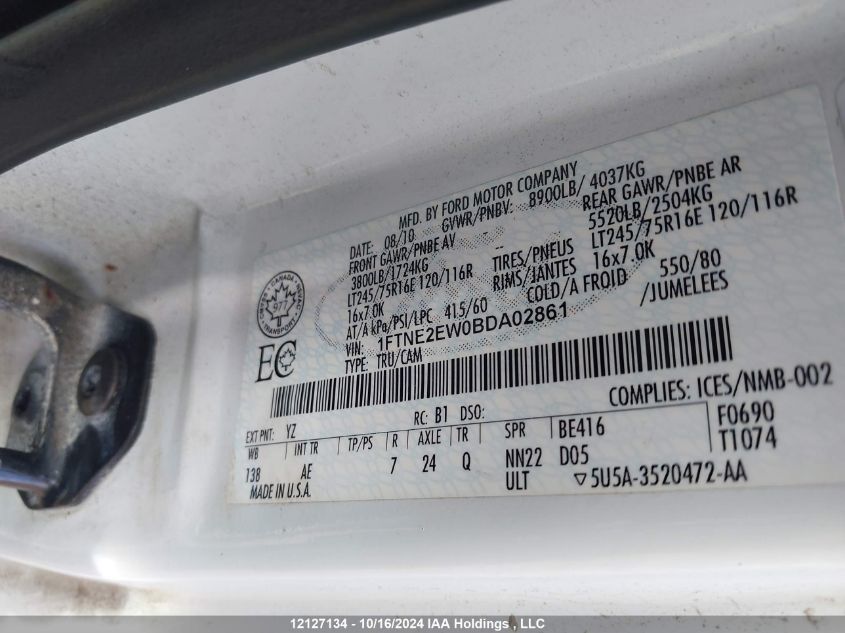 MFD. BY FORD MOTOR COMPANY
DATE: 08/10 GVWR/PNBV: 8900LB/ 4037KG
FRONT GAWR/PNBE AV REAR GAWR/PNBE AR
3800LB/1724KG 5520LB/2504KG
LT245/75R16E 120/116R TIRES/PNEUS LT245/75R16E 120/116R
16x7.0K RIMS/JANTES 16x7.0K
AT/A kPa/PSI/LPC 415/60 COLD/A FROID 550/80
VIN: 1FTNE2EW0BDA02861 /JUMELEES
TYPE: TRU/CAM
CANADA
977
TRANSPORT
EC
COMPLIES: ICES/NMB-002
EXT PNT: YZ RC: B1 DSO:
WB INT TR TP/PS R AXLE TR SPR BE416 F0690
138 AE 7 24 Q NN22 D05 T1074
MADE IN U.S.A. ULT ▽5U5A-3520472-AA
12127134 - 10/16/2024 IAA Holdings , LLC